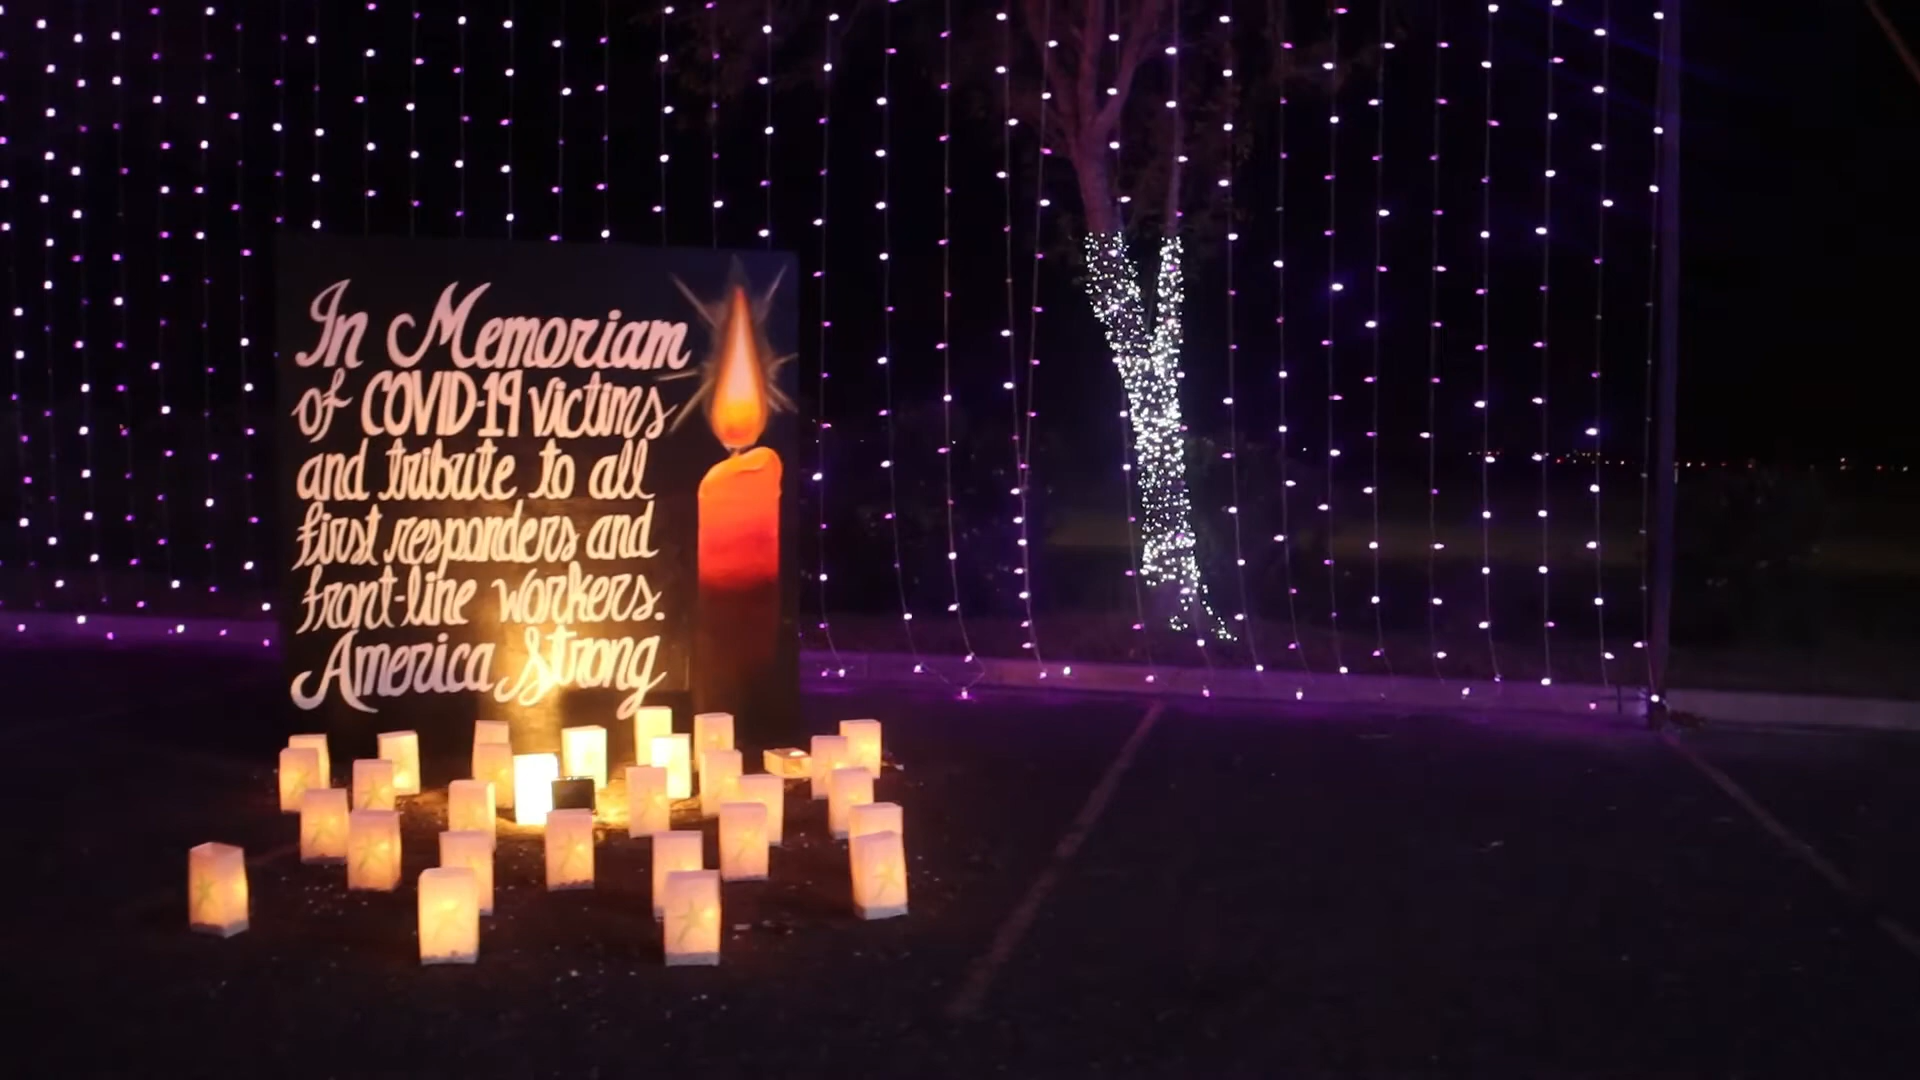 In Memoriam
of COVID-19 victims
and tribute to all
first responders and
front-line workers.
America Strong